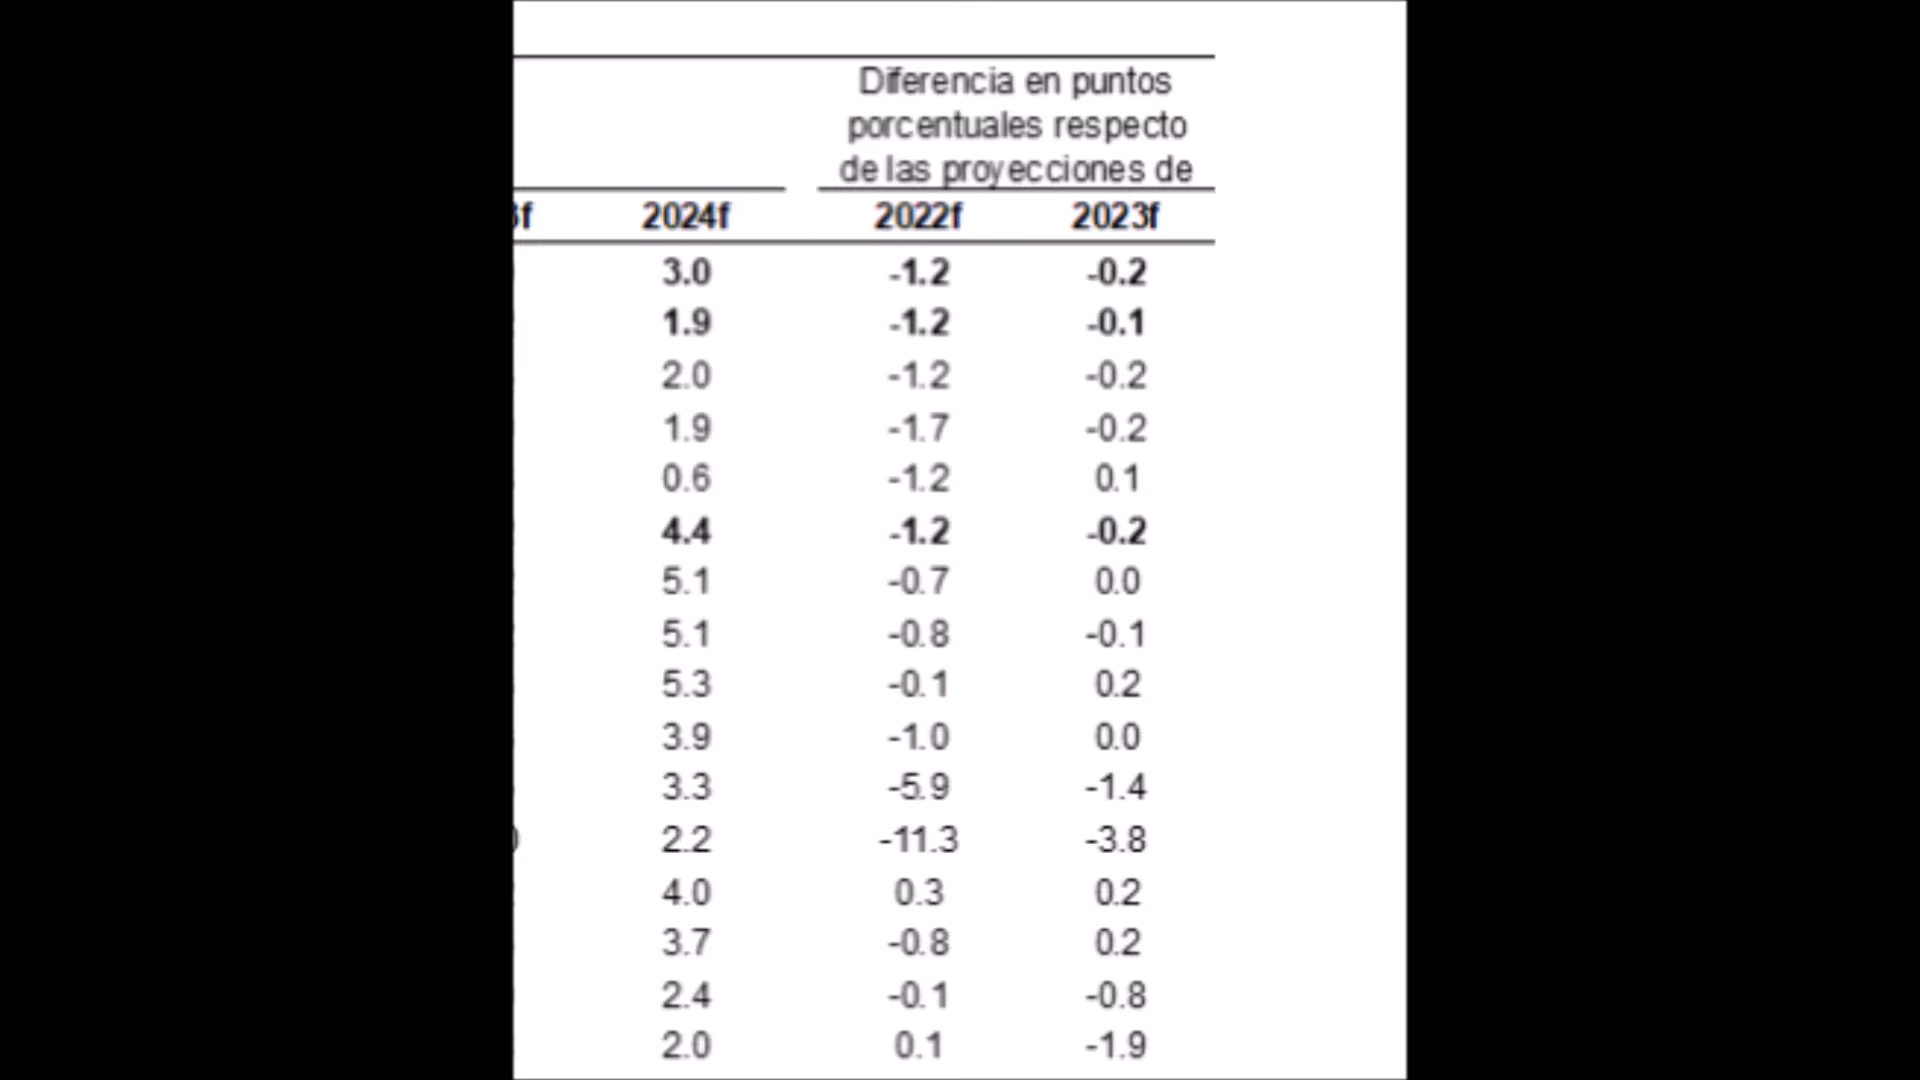 Diferencia en puntos
porcentuales respecto
de las proyecciones de
3f 2024f 2022f 2023f
3.0 -1.2 -0.2
1.9 -1.2 -0.1
2.0 -1.2 -0.2
1.9 -1.7 -0.2
0.6 -1.2 0.1
4.4 -1.2 -0.2
5.1 -0.7 0.0
5.1 -0.8 -0.1
5.3 -0.1 0.2
3.9 -1.0 0.0
3.3 -5.9 -1.4
2.2 -11.3 -3.8
4.0 0.3 0.2
3.7 -0.8 0.2
2.4 -0.1 -0.8
2.0 0.1 -1.9